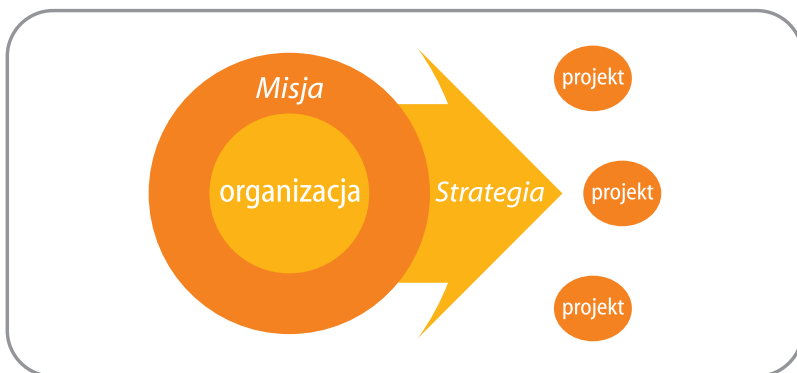 Misja
organizacja
Strategia
projekt
projekt
projekt